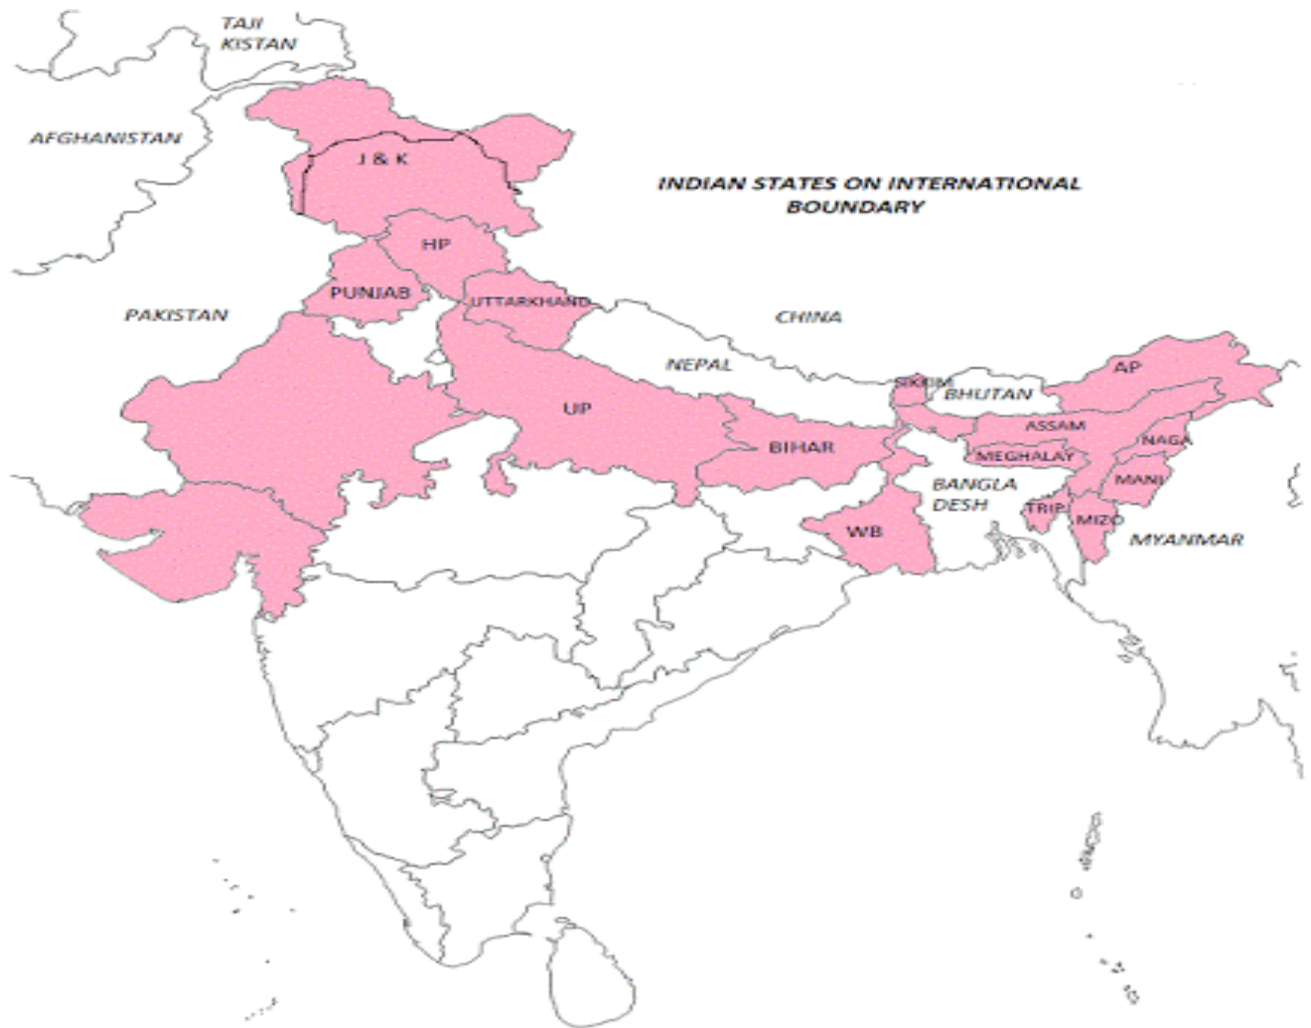 TAJI
KISTAN
AFGHANISTAN
J & K
INDIAN STATES ON INTERNATIONAL
BOUNDARY
HP
PUNJAB
UTTARKHAND
PAKISTAN
CHINA
NEPAL
SIKKIM
BHUTAN
AP
UP
ASSAM
BIHAR
NAGA
MEGHALAY
MANI
BANGLA
DESH
TRIP
MIZO
WB
MYANMAR